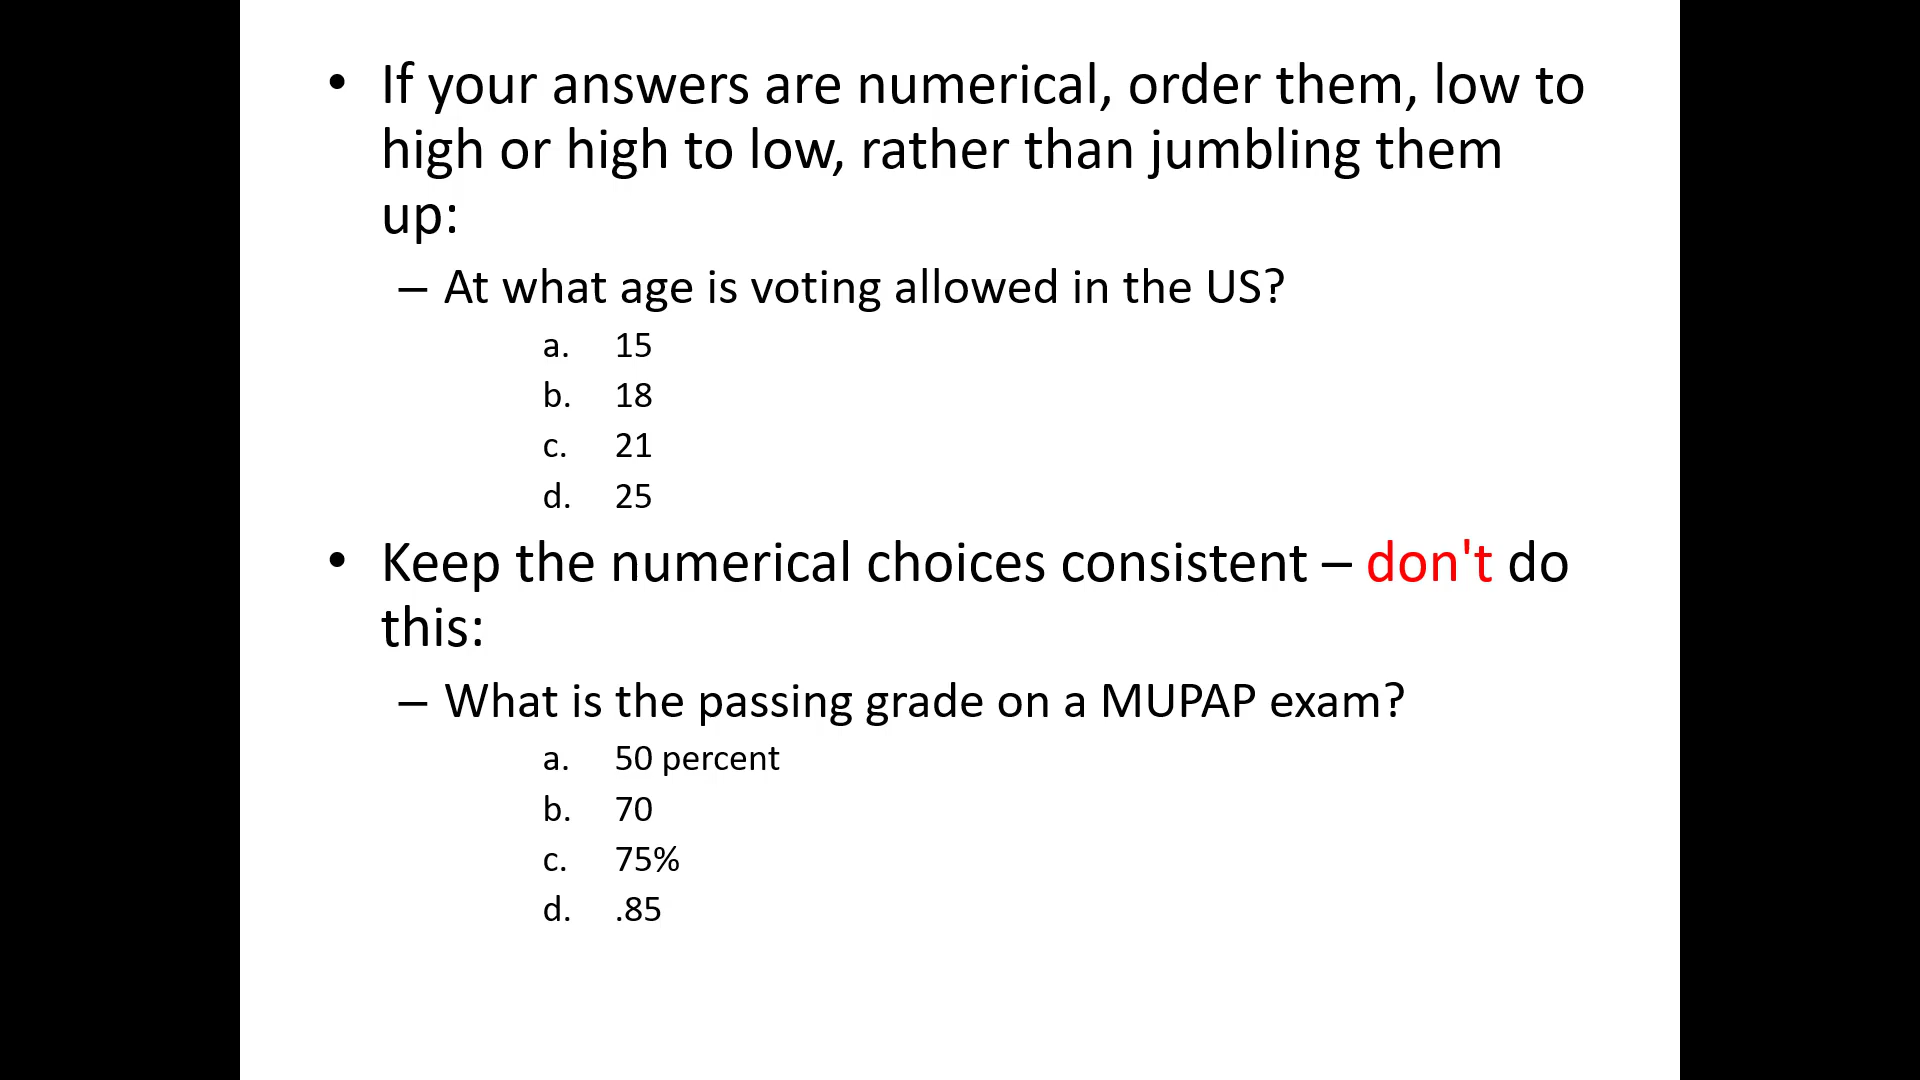 • If your answers are numerical, order them, low to
high or high to low, rather than jumbling them
up:
– At what age is voting allowed in the US?
a. 15
b. 18
c. 21
d. 25
• Keep the numerical choices consistent – don't do
this:
– What is the passing grade on a MUPAP exam?
a. 50 percent
b. 70
c. 75%
d. .85